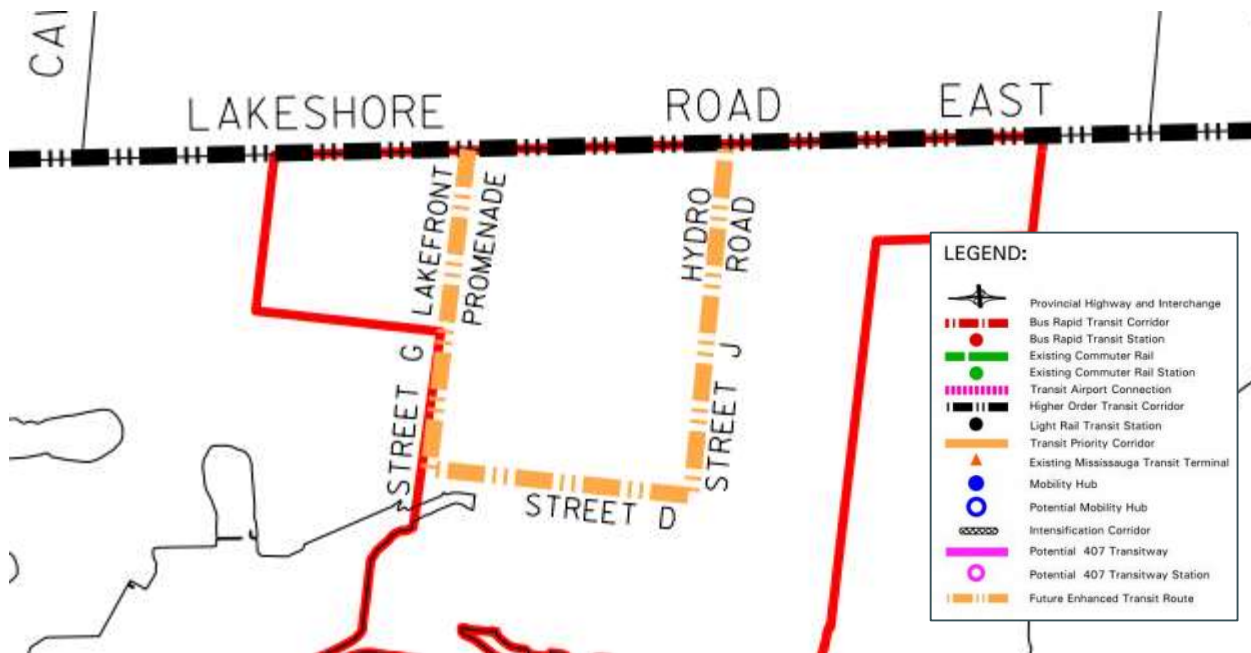 CA
LAKESHORE ROAD EAST
LAKEFRONT
PROMENADE
HYDRO
ROAD
STREET G
STREET J
STREET D
LEGEND:
Provincial Highway and Interchange
Bus Rapid Transit Corridor
Bus Rapid Transit Station
Existing Commuter Rail
Existing Commuter Rail Station
Transit Airport Connection
Higher Order Transit Corridor
Light Rail Transit Station
Transit Priority Corridor
Existing Mississauga Transit Terminal
Mobility Hub
Potential Mobility Hub
Intensification Corridor
Potential 407 Transitway
Potential 407 Transitway Station
Future Enhanced Transit Route